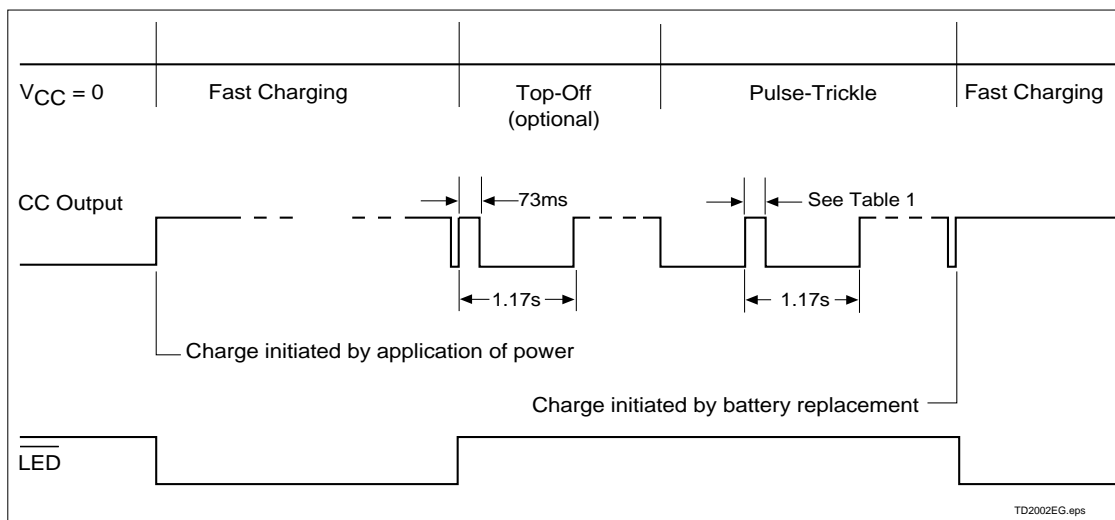 VCC = 0
Fast Charging
Top-Off
(optional)
Pulse-Trickle
Fast Charging
CC Output
73ms
See Table 1
1.17s
1.17s
Charge initiated by application of power
Charge initiated by battery replacement
LED
TD2002EG.eps